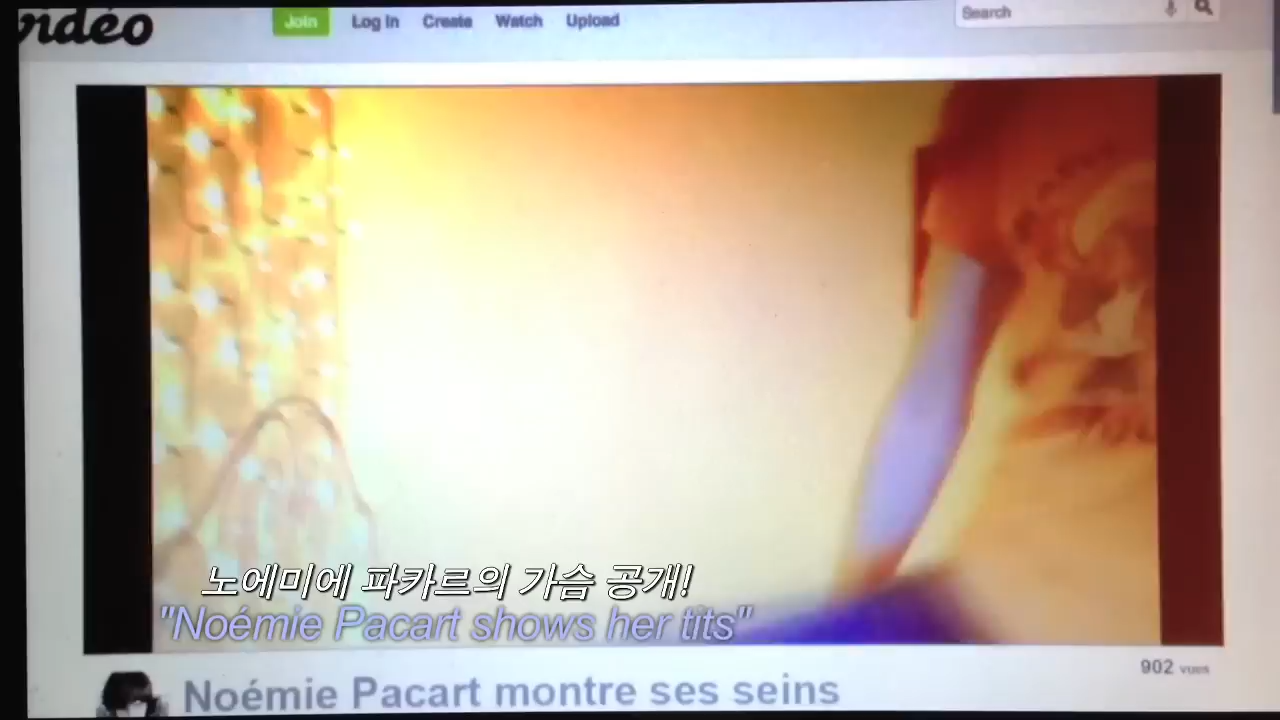 vidéo
Join Log In Create Watch Upload
Search
노에미에 파카르의 가슴 공개!
"Noémie Pacart shows her tits"
902 vues
Noémie Pacart montre ses seins